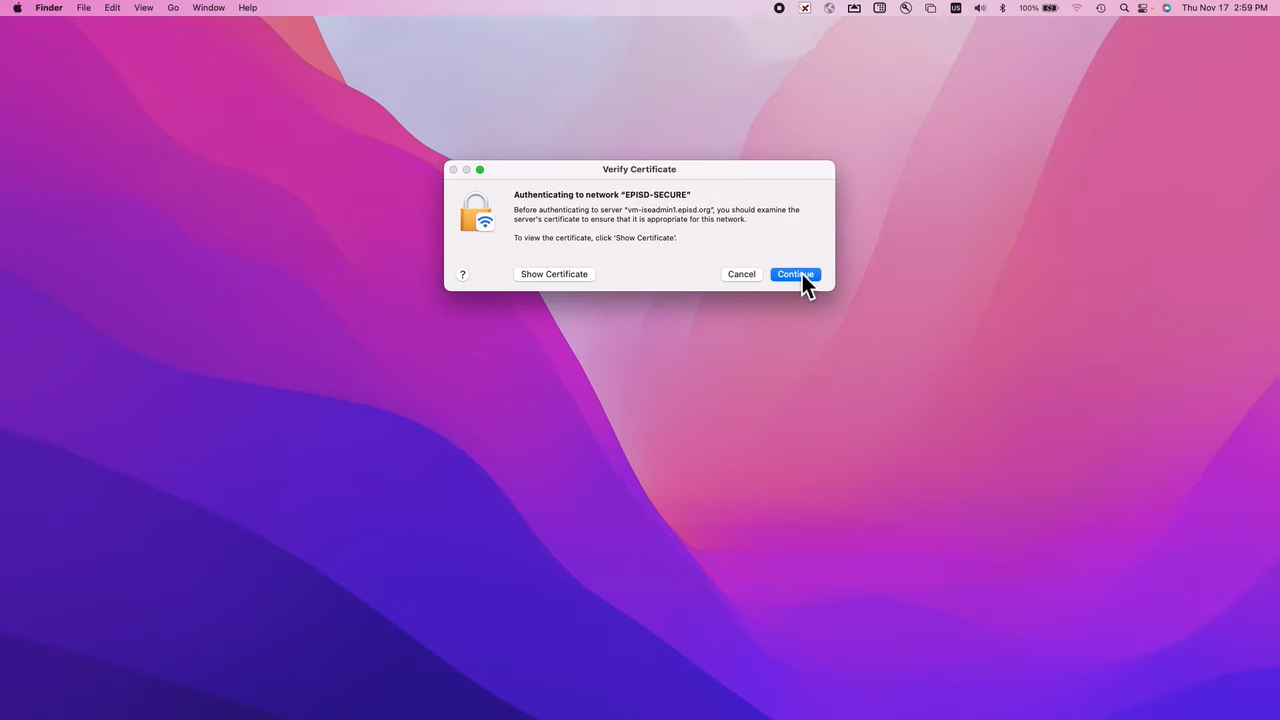 Finder File Edit View Go Window Help US 100% Thu Nov 17 2:59 PM
Verify Certificate
Authenticating to network “EPISD-SECURE”
Before authenticating to server “vm-iseadmin1.episd.org”, you should examine the
server's certificate to ensure that it is appropriate for this network.
To view the certificate, click ‘Show Certificate’.
? Show Certificate Cancel Continue